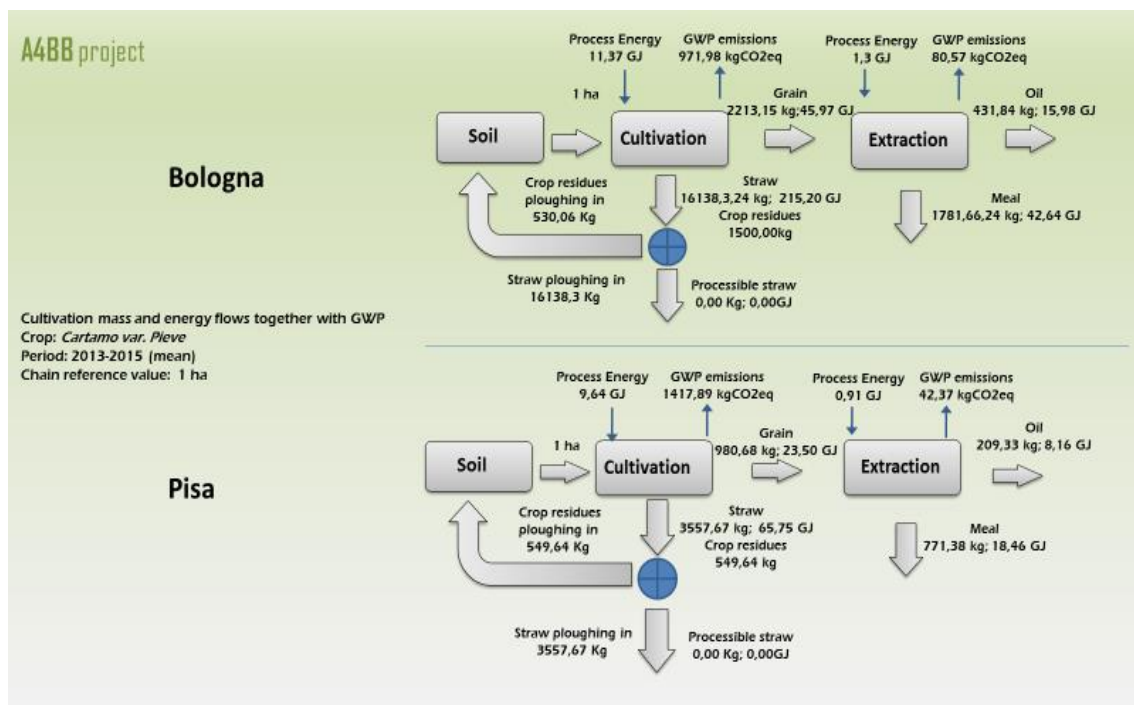 A4BB project
Bologna
Process Energy
11,37 GJ
GWP emissions
971,98 kgCO2eq
Process Energy
1,3 GJ
GWP emissions
80,57 kgCO2eq
1 ha
Grain
2213,15 kg;45,97 GJ
Oil
431,84 kg; 15,98 GJ
Soil
Cultivation
Extraction
Crop residues
ploughing in
530,06 Kg
Straw
16138,3,24 kg; 215,20 GJ
Crop residues
1500,00kg
Meal
1781,66,24 kg; 42,64 GJ
Straw ploughing in
16138,3 Kg
Processible straw
0,00 Kg; 0,00GJ
Cultivation mass and energy flows together with GWP
Crop: Cartamo var. Pieve
Period: 2013-2015 (mean)
Chain reference value: 1 ha
Pisa
Process Energy
9,64 GJ
GWP emissions
1417,89 kgCO2eq
Process Energy
0,91 GJ
GWP emissions
42,37 kgCO2eq
1 ha
Grain
980,68 kg; 23,50 GJ
Oil
209,33 kg; 8,16 GJ
Soil
Cultivation
Extraction
Crop residues
ploughing in
549,64 Kg
Straw
3557,67 kg; 65,75 GJ
Crop residues
549,64 kg
Meal
771,38 kg; 18,46 GJ
Straw ploughing in
3557,67 Kg
Processible straw
0,00 Kg; 0,00GJ